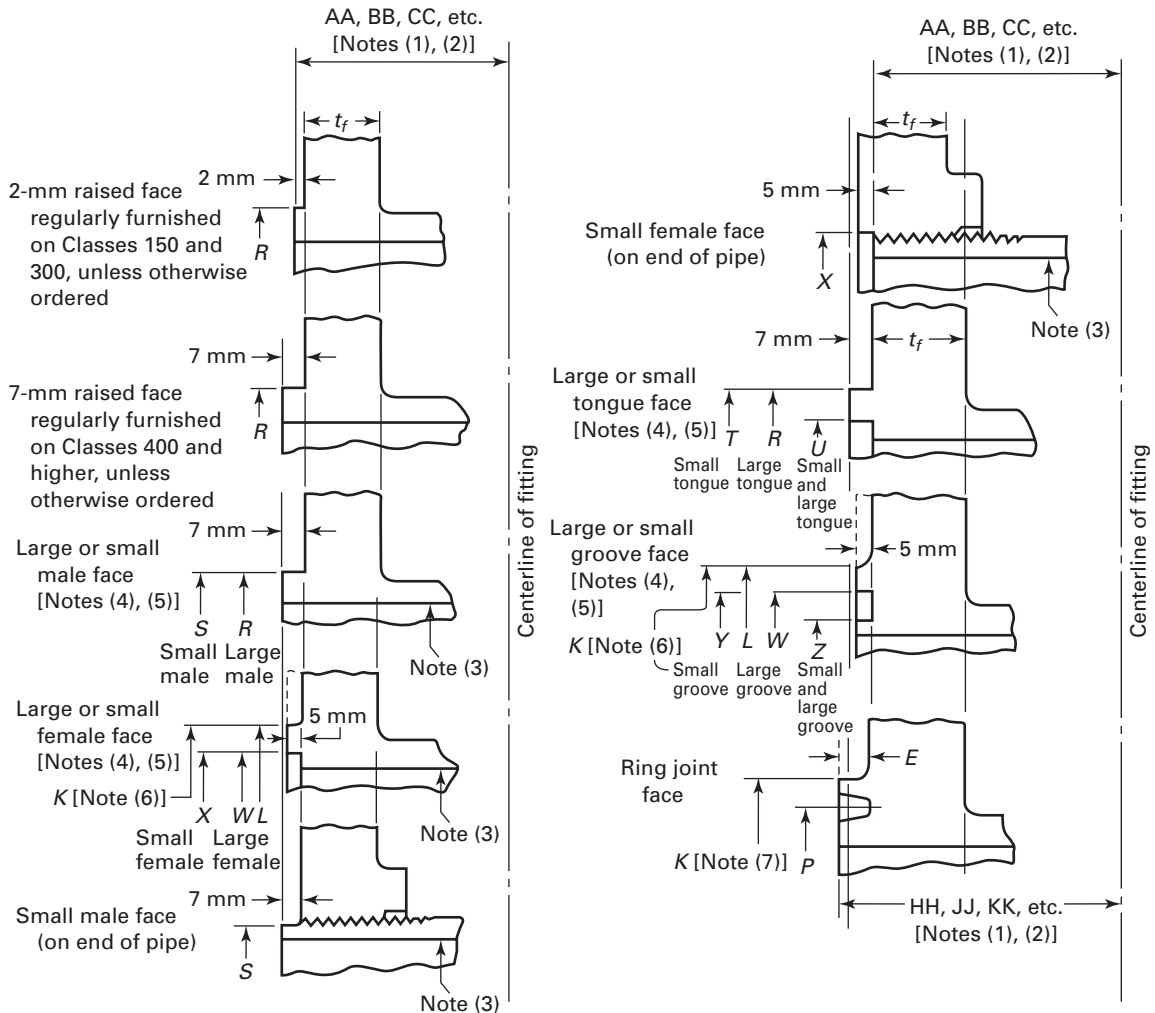 AA, BB, CC, etc.
[Notes (1), (2)]
t_f
2 mm
2-mm raised face
regularly furnished
on Classes 150 and
300, unless otherwise
ordered
R
7 mm
7-mm raised face
regularly furnished
on Classes 400 and
higher, unless
otherwise ordered
R
7 mm
Large or small
male face
[Notes (4), (5)]
S R
Small Large
male male
Note (3)
Large or small
female face
[Notes (4), (5)]
5 mm
K [Note (6)]
X W L
Small Large
female female
Note (3)
7 mm
Small male face
(on end of pipe)
S
Note (3)
Centerline of fitting
AA, BB, CC, etc.
[Notes (1), (2)]
t_f
5 mm
Small female face
(on end of pipe)
X
Note (3)
7 mm
t_f
Large or small
tongue face
[Notes (4), (5)]
T R U
Small Large Small
tongue tongue and
large
tongue
Large or small
groove face
[Notes (4),
(5)]
5 mm
K [Note (6)]
Y L W Z
Small Large Small
groove groove and
large
groove
Ring joint
face
E
K [Note (7)]
P
HH, JJ, KK, etc.
[Notes (1), (2)]
Centerline of fitting